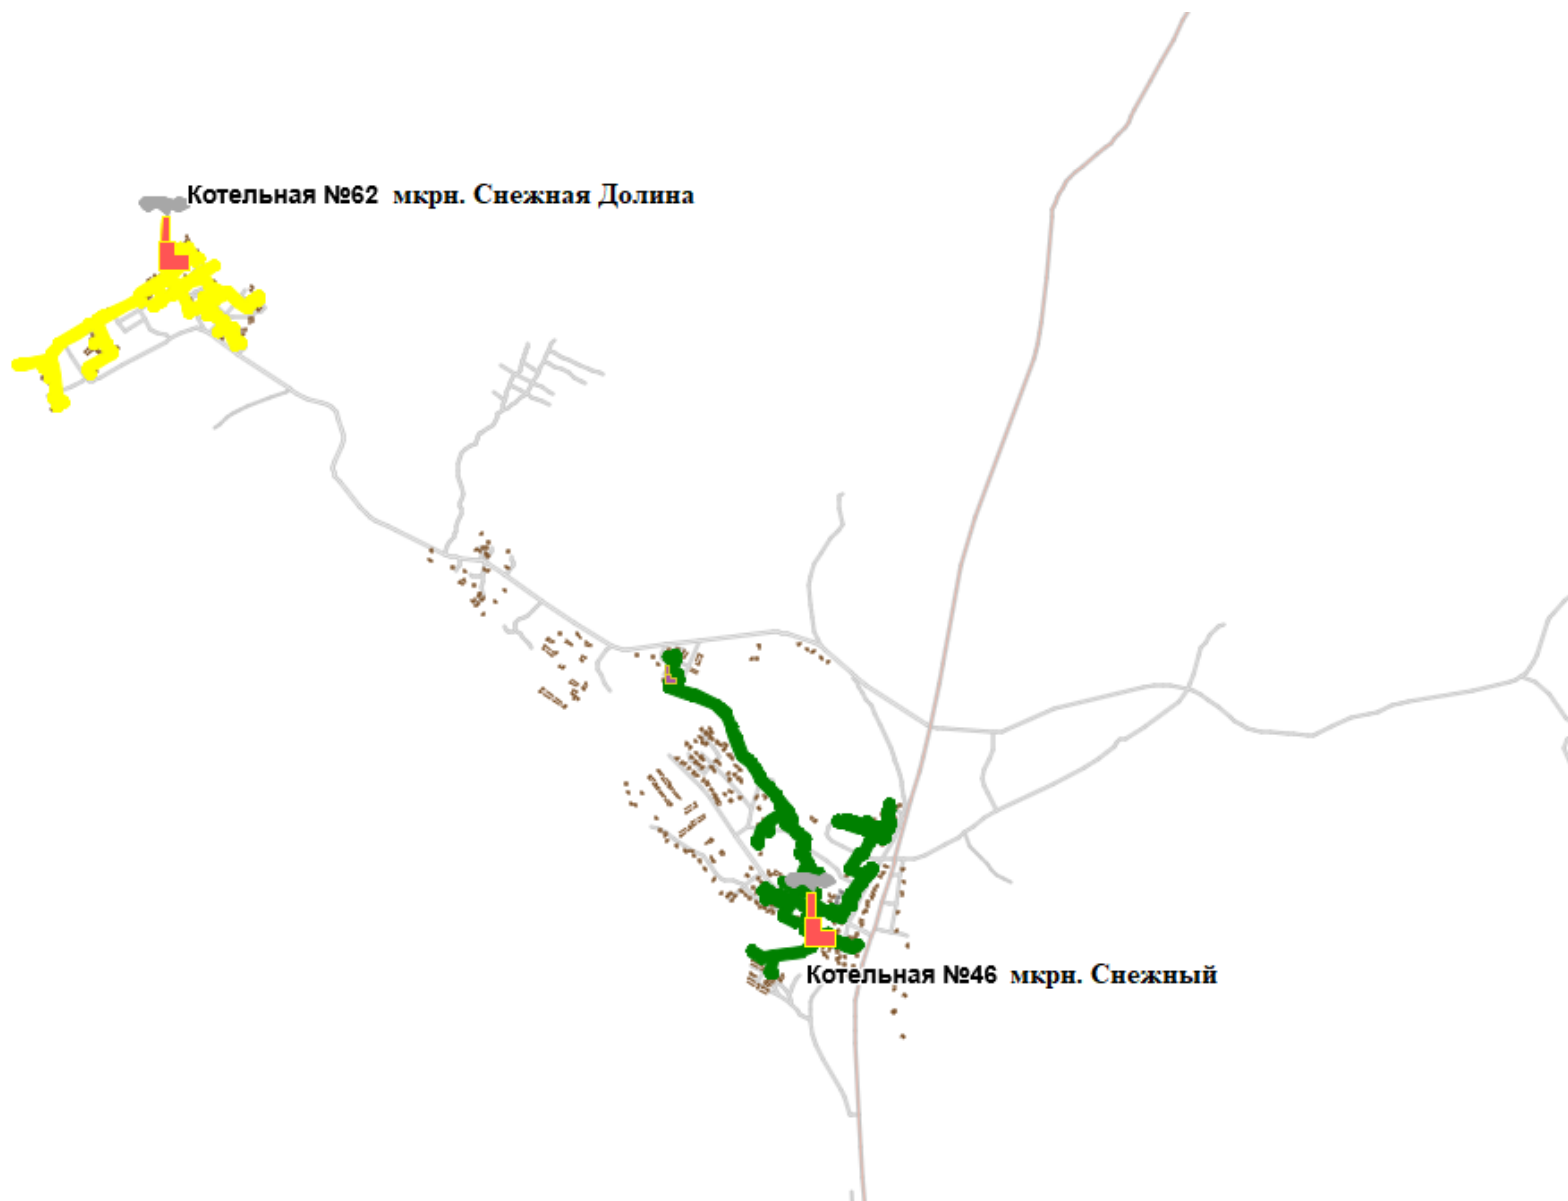 Котельная №62 мкрн. Снежная Долина
Котельная №46 мкрн. Снежный